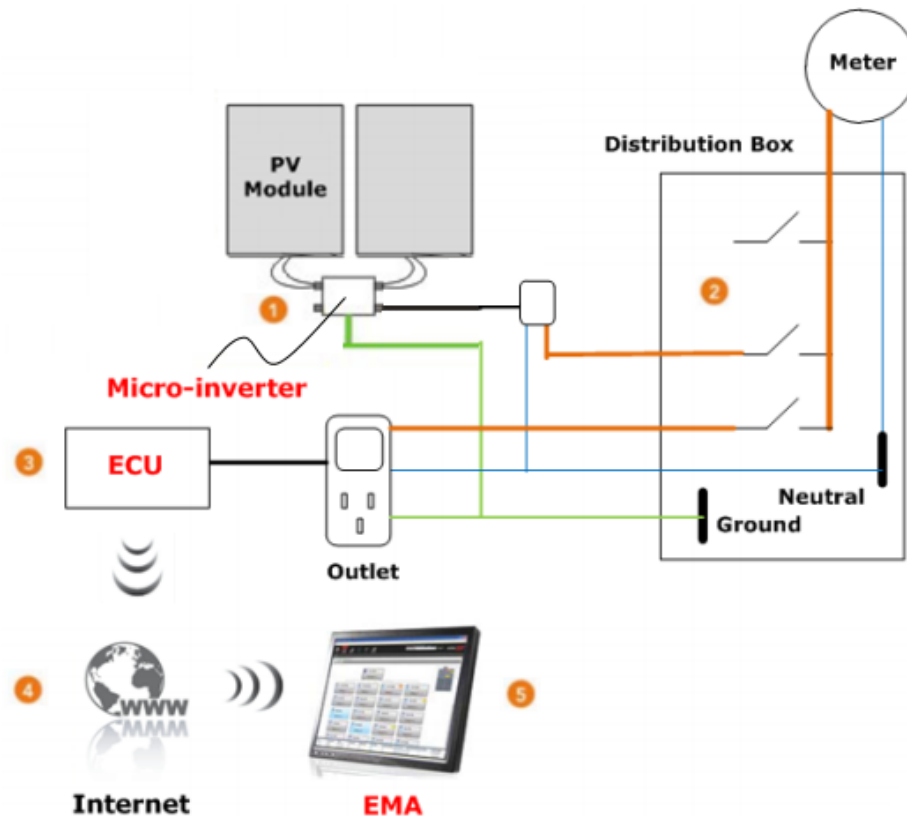 Meter
Distribution Box
PV
Module
1
2
Micro-inverter
3
ECU
Neutral
Ground
Outlet
4
www
5
Internet
EMA